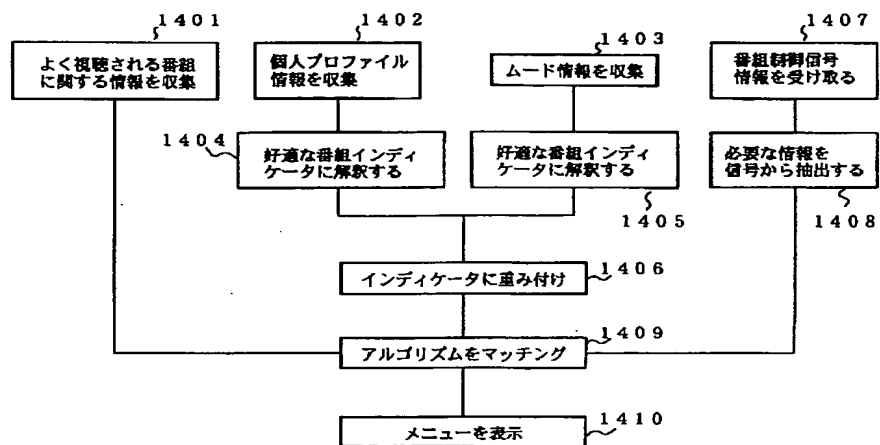 1401
よく視聴される番組
に関する情報を収集
1402
個人プロファイル
情報を収集
1403
ムード情報を収集
1407
番組制御信号
情報を受け取る
1404
好適な番組インディ
ケータに解釈する
好適な番組インディ
ケータに解釈する
1405
必要な情報を
信号から抽出する
1408
インディケータに重み付け
1406
アルゴリズムをマッチング
1409
メニューを表示
1410